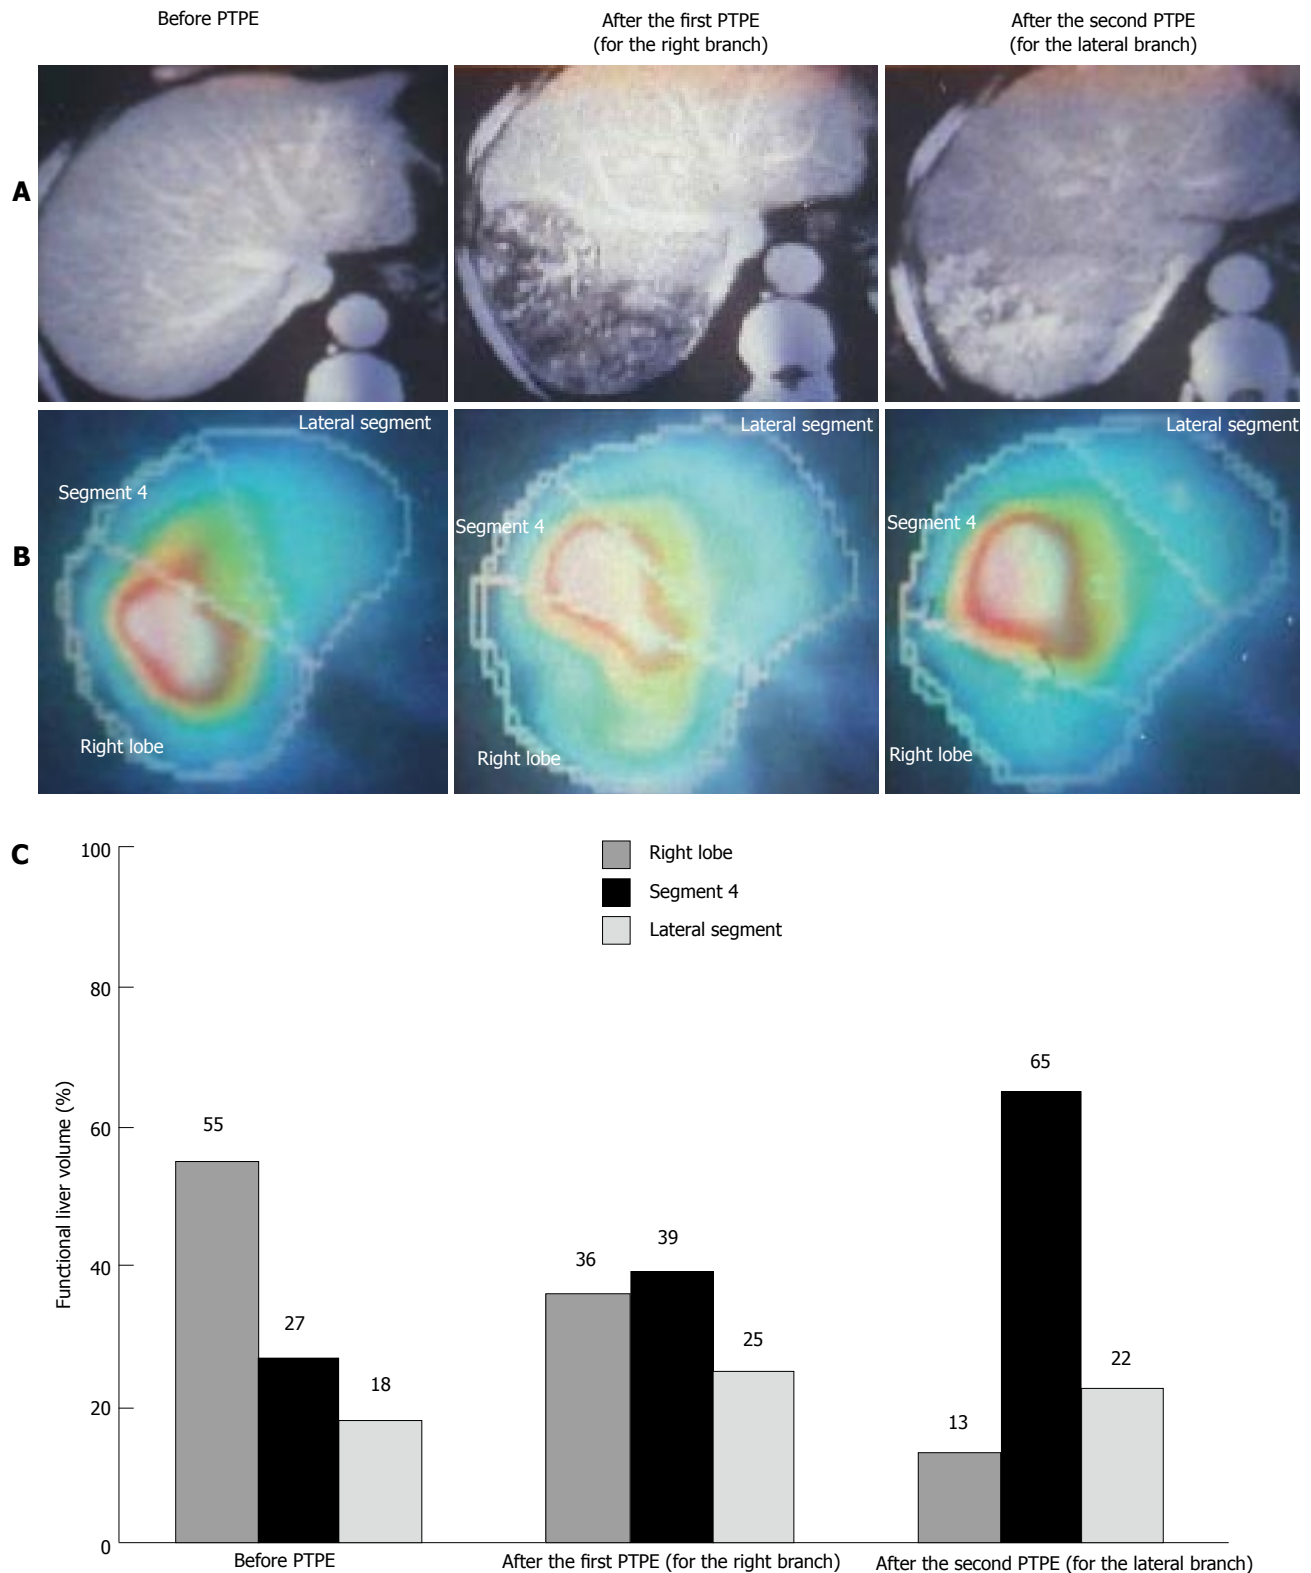 Before PTPE
After the first PTPE
(for the right branch)
After the second PTPE
(for the lateral branch)
A
B
Lateral segment
Segment 4
Right lobe
Lateral segment
Segment 4
Right lobe
Lateral segment
Segment 4
Right lobe
C
Right lobe
Segment 4
Lateral segment
Functional liver volume (%)
100
80
60
40
20
0
55
27
18
36
39
25
13
65
22
Before PTPE
After the first PTPE (for the right branch)
After the second PTPE (for the lateral branch)